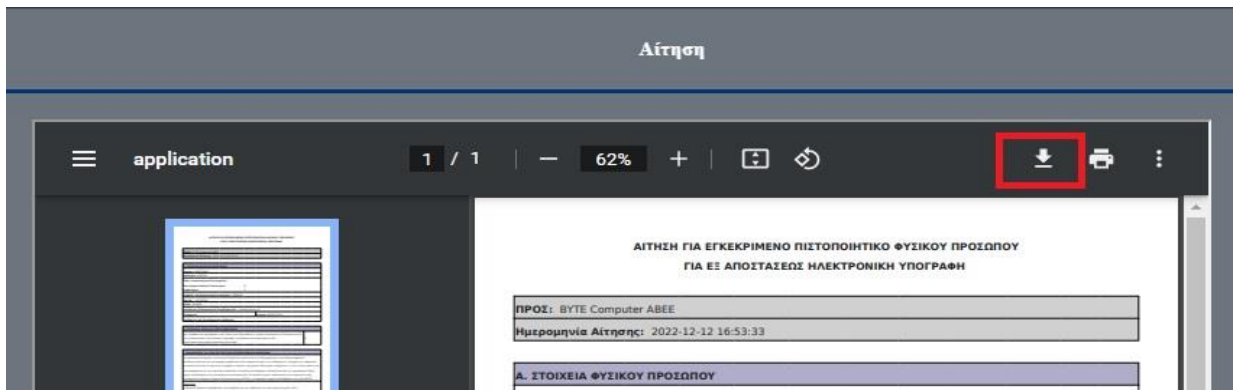 Αίτηση
application
1 / 1
62%
ΑΙΤΗΣΗ ΓΙΑ ΕΓΚΕΚΡΙΜΕΝΟ ΠΙΣΤΟΠΟΙΗΤΙΚΟ ΦΥΣΙΚΟΥ ΠΡΟΣΩΠΟΥ
ΓΙΑ ΕΞ ΑΠΟΣΤΑΣΕΩΣ ΗΛΕΚΤΡΟΝΙΚΗ ΥΠΟΓΡΑΦΗ
ΠΡΟΣ: BYTE Computer ABEE
Ημερομηνία Αίτησης: 2022-12-12 16:53:33
Α. ΣΤΟΙΧΕΙΑ ΦΥΣΙΚΟΥ ΠΡΟΣΩΠΟΥ